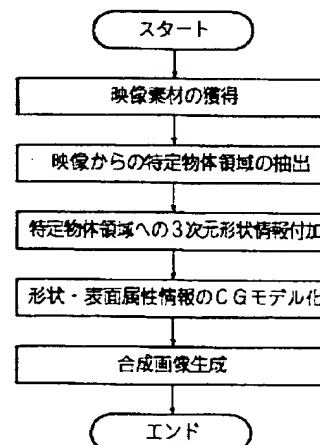 スタート
映像素材の獲得
映像からの特定物体領域の抽出
特定物体領域への3次元形状情報付加
形状・表面属性情報のCGモデル化
合成画像生成
エンド